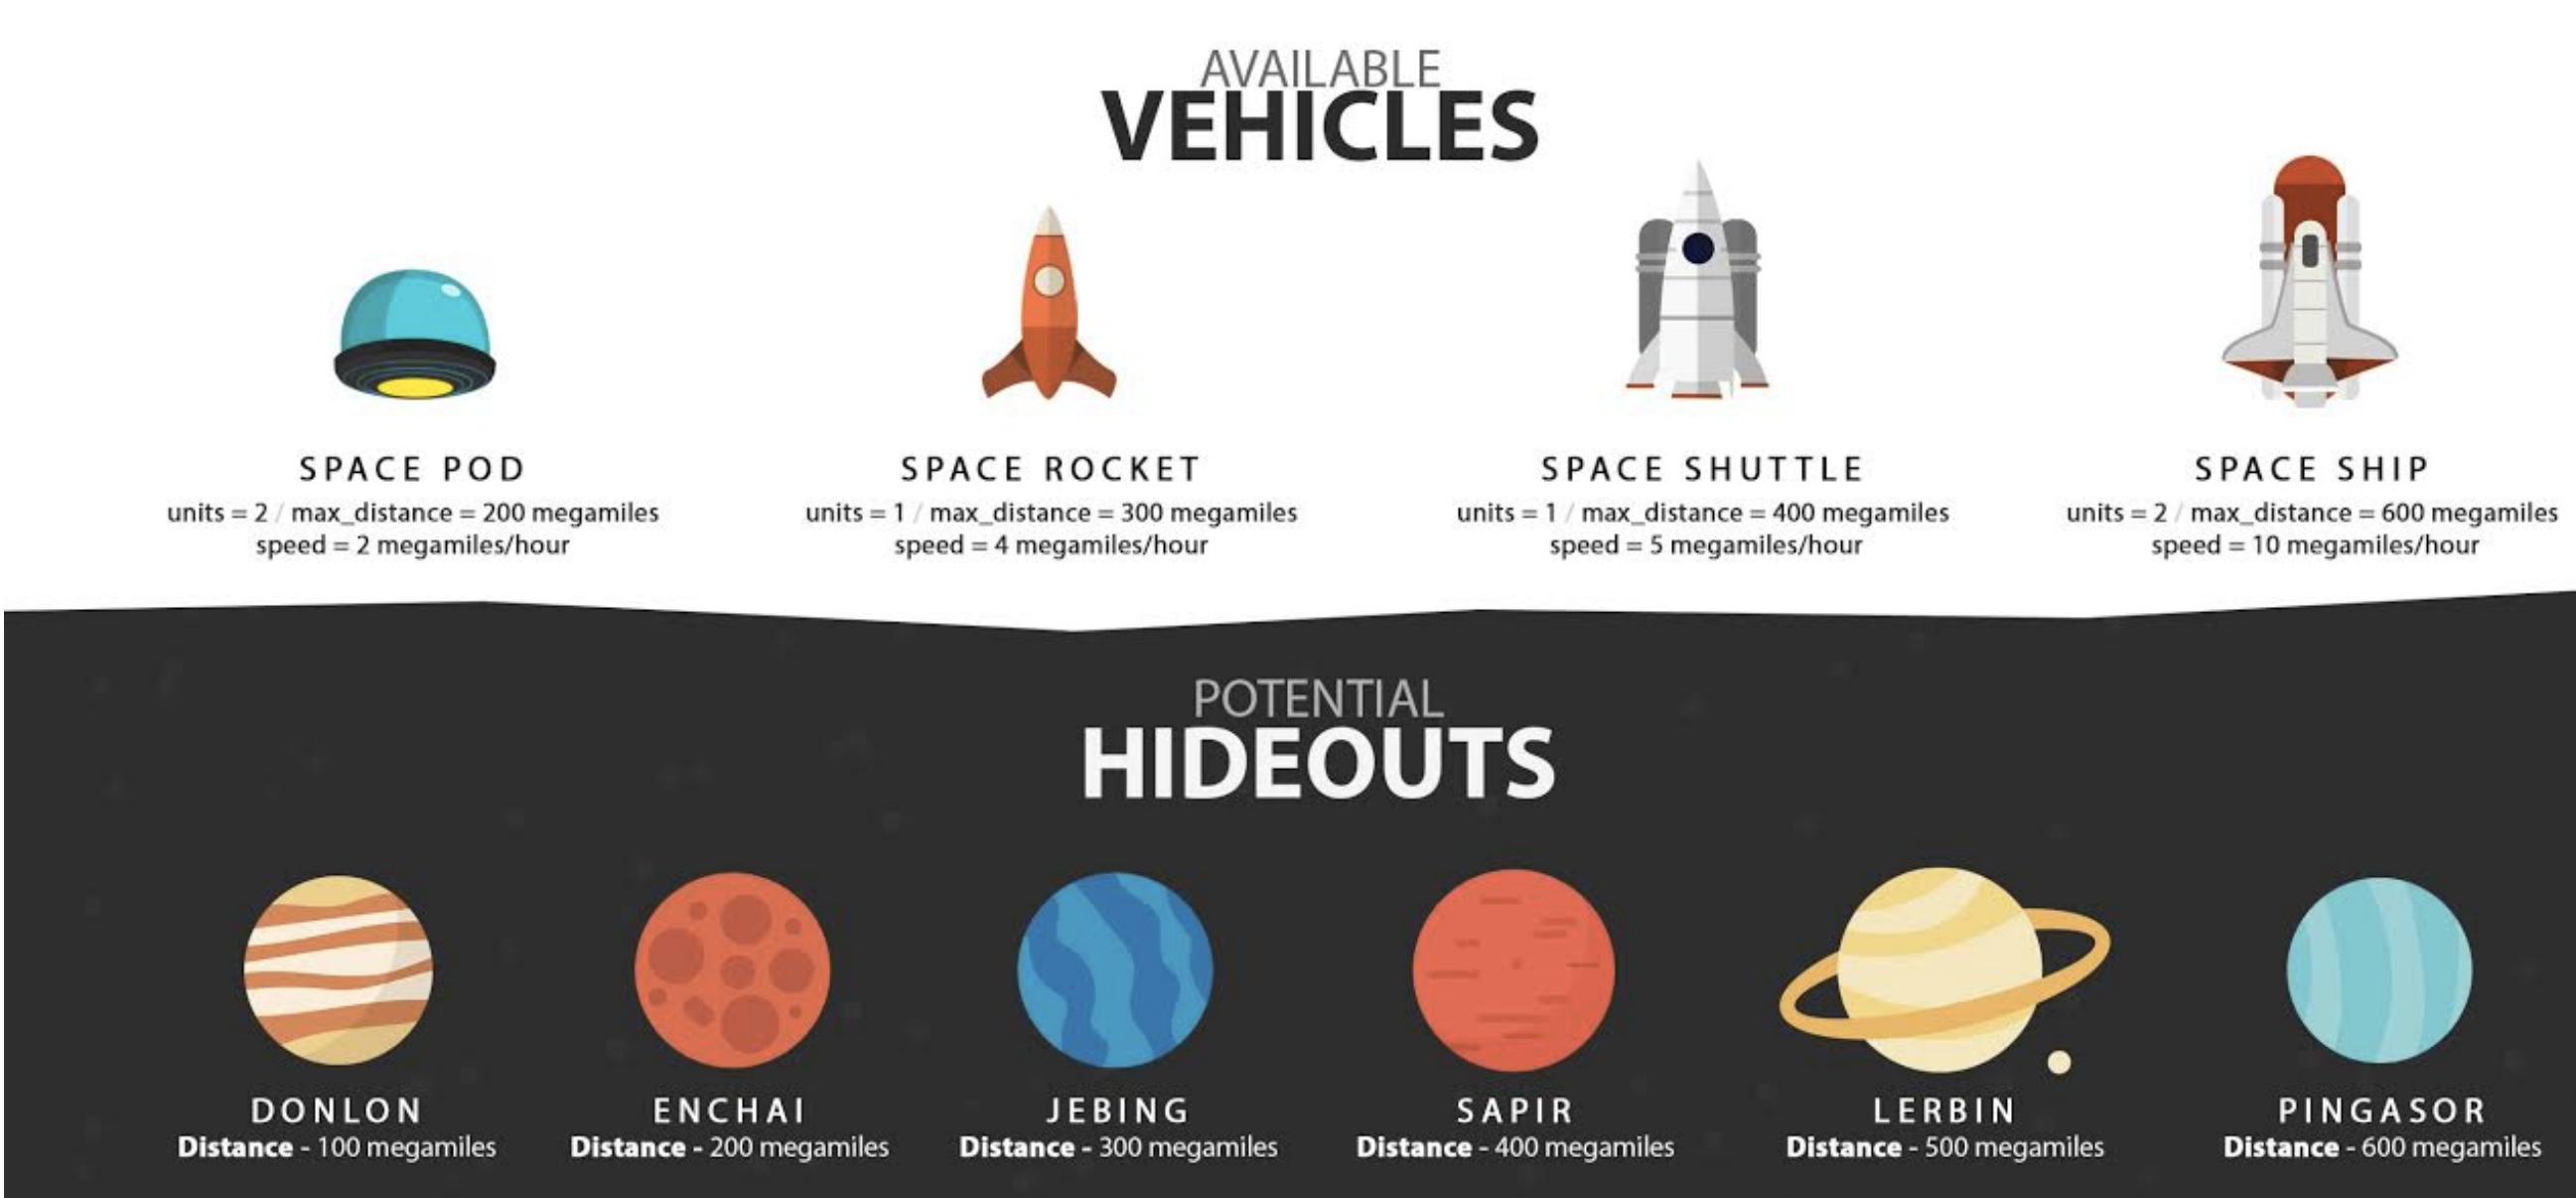 AVAILABLE
VEHICLES
SPACE POD
units = 2 / max_distance = 200 megamiles
speed = 2 megamiles/hour
SPACE ROCKET
units = 1 / max_distance = 300 megamiles
speed = 4 megamiles/hour
SPACE SHUTTLE
units = 1 / max_distance = 400 megamiles
speed = 5 megamiles/hour
SPACE SHIP
units = 2 / max_distance = 600 megamiles
speed = 10 megamiles/hour
POTENTIAL
HIDEOUTS
DONLON
Distance - 100 megamiles
ENCHAI
Distance - 200 megamiles
JEBING
Distance - 300 megamiles
SAPIR
Distance - 400 megamiles
LERBIN
Distance - 500 megamiles
PINGASOR
Distance - 600 megamiles